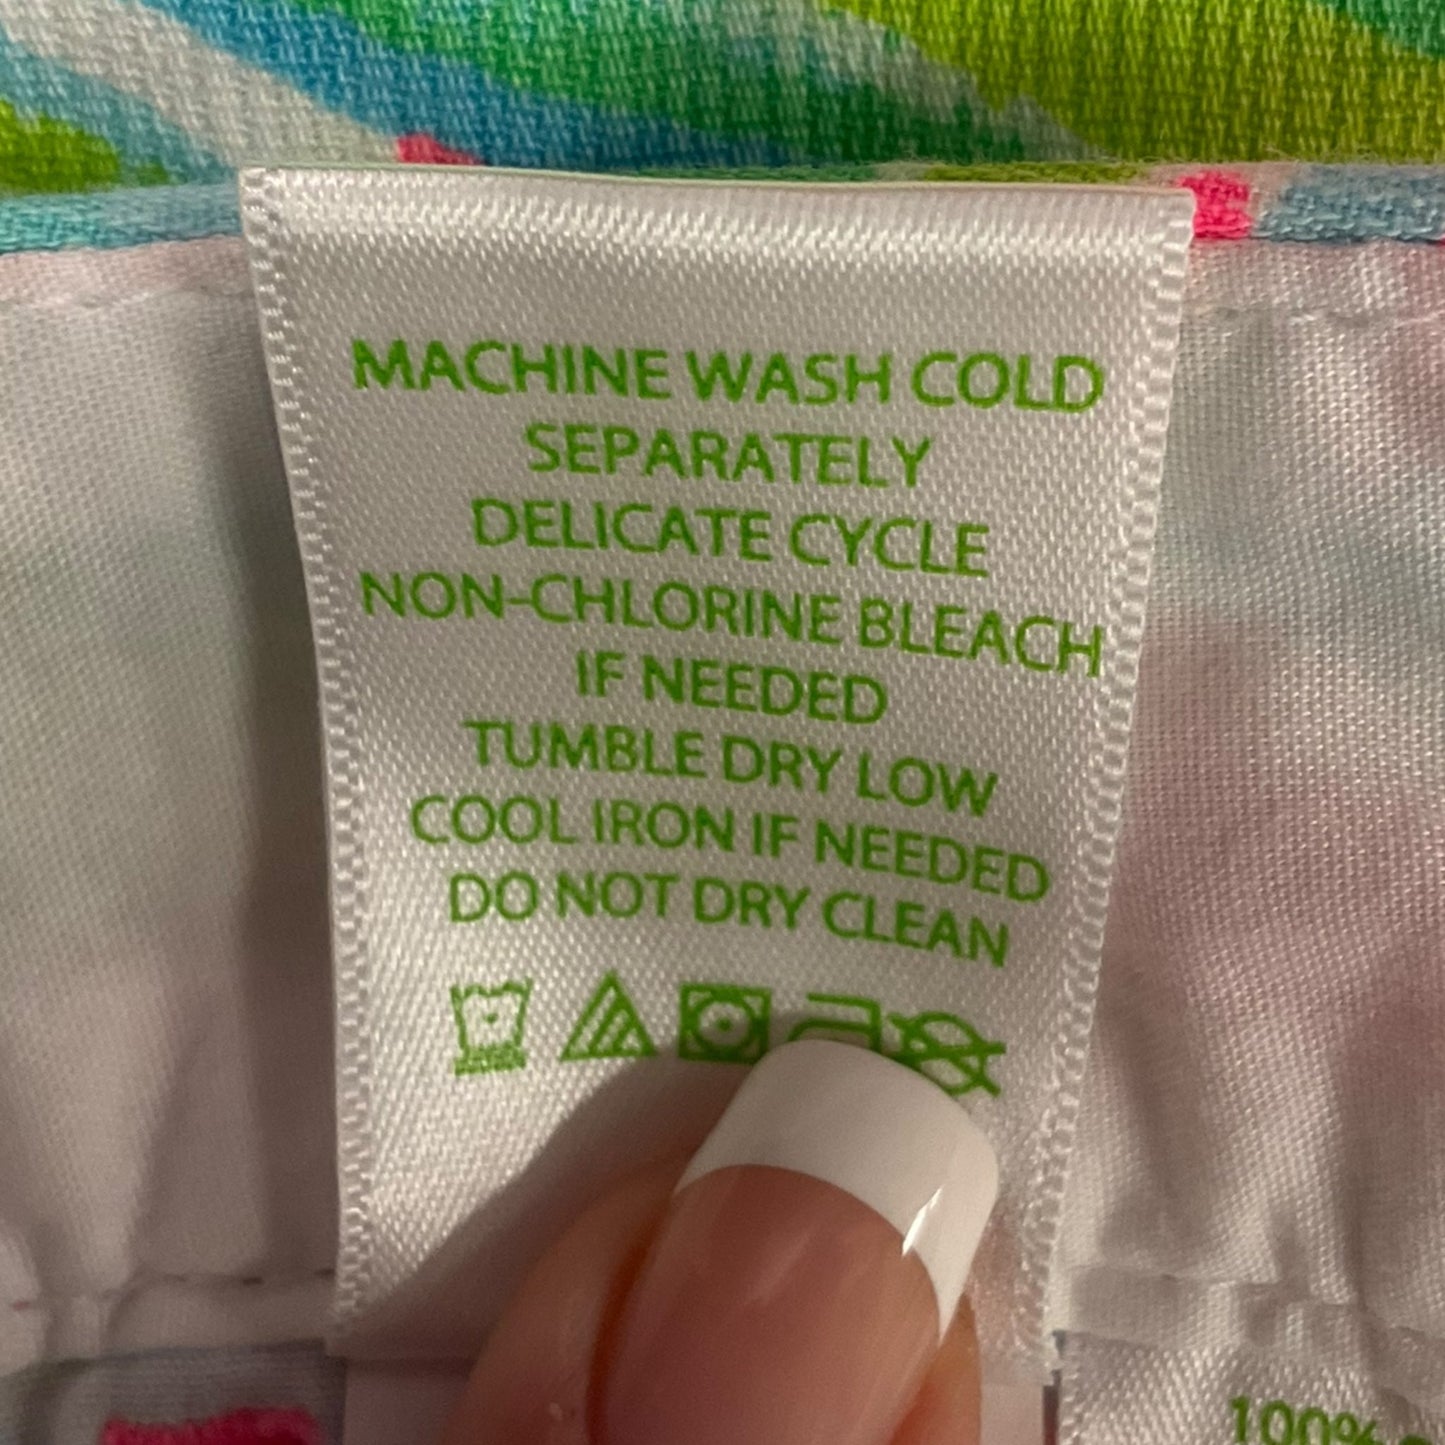 MACHINE WASH COLD
SEPARATELY
DELICATE CYCLE
NON-CHLORINE BLEACH
IF NEEDED
TUMBLE DRY LOW
COOL IRON IF NEEDED
DO NOT DRY CLEAN
100%